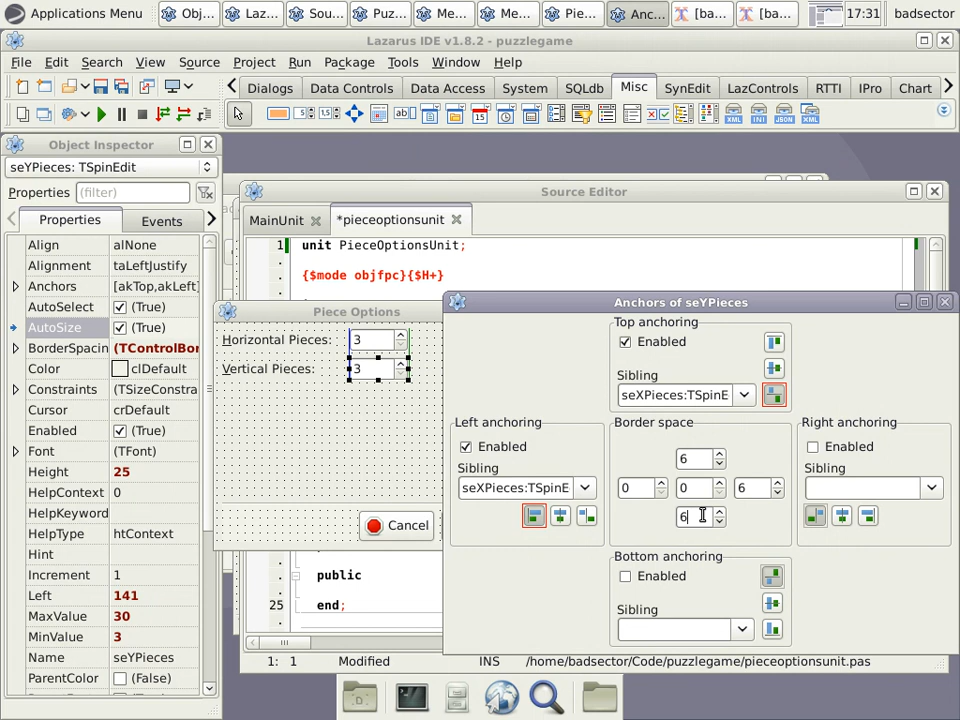 Applications Menu Obj... Laz... Sou... Puz... Me... Me... Pie... Anc... [ba... [ba... 17:31 badsector
Lazarus IDE v1.8.2 - puzzlegame
File Edit Search View Source Project Run Package Tools Window Help
Dialogs Data Controls Data Access System SQLdb Misc SynEdit LazControls RTTI IPro Chart
Object Inspector
seYPieces: TSpinEdit
Properties (filter)
Properties Events
Align alNone
Alignment taLeftJustify
Anchors [akTop,akLeft]
AutoSelect (True)
AutoSize (True)
BorderSpacin (TControlBor
Color clDefault
Constraints (TSizeConstra
Cursor crDefault
Enabled (True)
Font (TFont)
Height 25
HelpContext 0
HelpKeyword
HelpType htContext
Hint
Increment 1
Left 141
MaxValue 30
MinValue 3
Name seYPieces
ParentColor (False)
Source Editor
MainUnit *pieceoptionsunit
1 unit PieceOptionsUnit;
{$mode objfpc}{$H+}
public
25 end;
1: 1 Modified INS /home/badsector/Code/puzzlegame/pieceoptionsunit.pas
Piece Options
Horizontal Pieces: 3
Vertical Pieces: 3
Cancel
Anchors of seYPieces
Top anchoring
Enabled
Sibling
seXPieces:TSpinE
Left anchoring
Enabled
Sibling
seXPieces:TSpinE
Border space
6
0 0 6
6
Right anchoring
Enabled
Sibling
Bottom anchoring
Enabled
Sibling